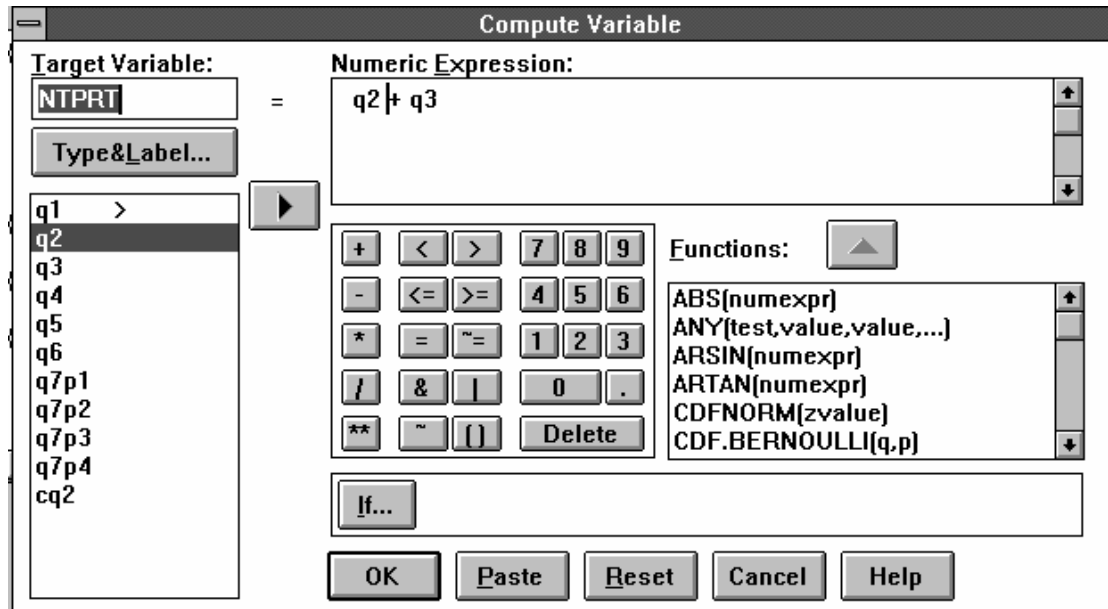 Compute Variable
Target Variable:
NTPRT
=
Numeric Expression:
q2 + q3
Type&Label...
q1 >
q2
q3
q4
q5
q6
q7p1
q7p2
q7p3
q7p4
cq2
+ < > 7 8 9
- <= >= 4 5 6
* = ~= 1 2 3
/ & | 0 .
** ~ () Delete
Functions:
ABS(numexpr)
ANY(test,value,value,...)
ARSIN(numexpr)
ARTAN(numexpr)
CDFNORM(zvalue)
CDF.BERNOULLI(q,p)
If...
OK Paste Reset Cancel Help